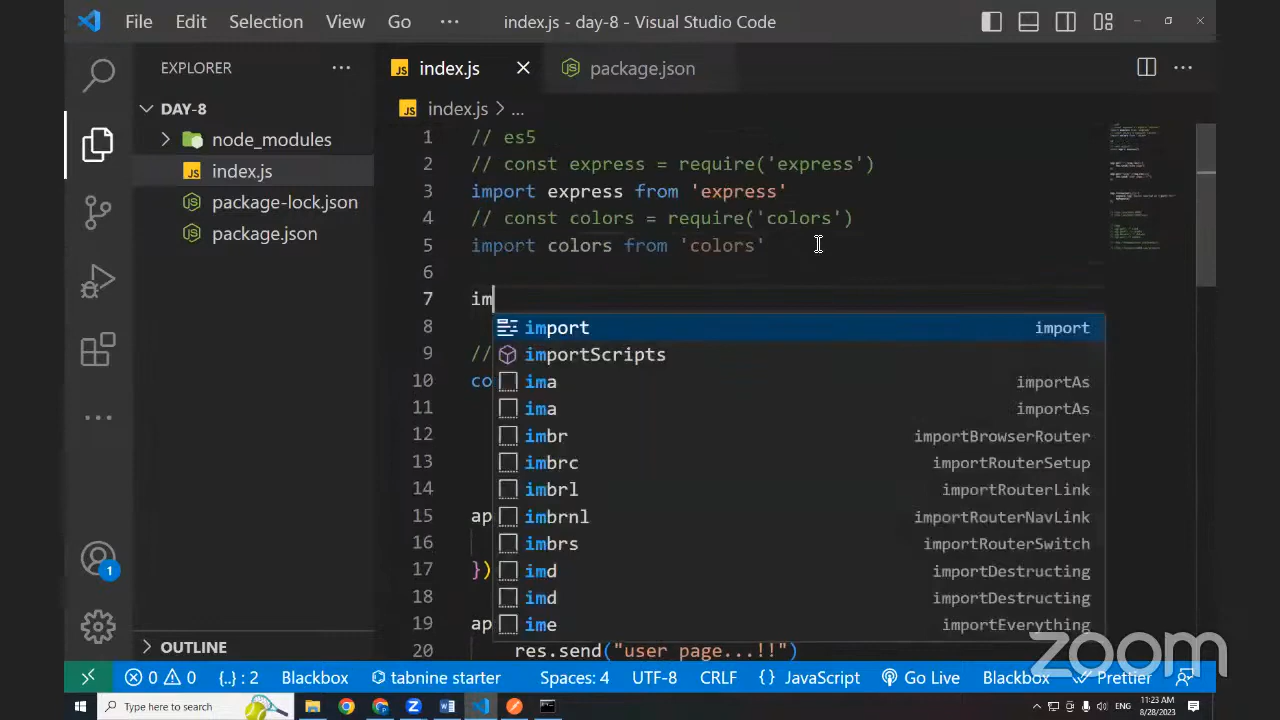 File Edit Selection View Go ··· index.js - day-8 - Visual Studio Code
EXPLORER ···
JS index.js package.json ···
DAY-8
JS index.js > ...
node_modules
JS index.js
package-lock.json
package.json
1 // es5
2 // const express = require('express')
3 import express from 'express'
4 // const colors = require('colors')
5 import colors from 'colors'
6
7 im
8
9 //
10 co
11
12
13
14
15 ap
16
17 })
18
19 ap
20 res.send("user page...!!")
import import
importScripts
ima importAs
ima importAs
imbr importBrowserRouter
imbrc importRouterSetup
imbrl importRouterLink
imbrnl importRouterNavLink
imbrs importRouterSwitch
imd importDestructing
imd importDestructing
ime importEverything
1
OUTLINE
zoom
0 0 {..} : 2 Blackbox tabnine starter Spaces: 4 UTF-8 CRLF {} JavaScript Go Live Blackbox Prettier
Type here to search
11:23 AM
8/28/2023